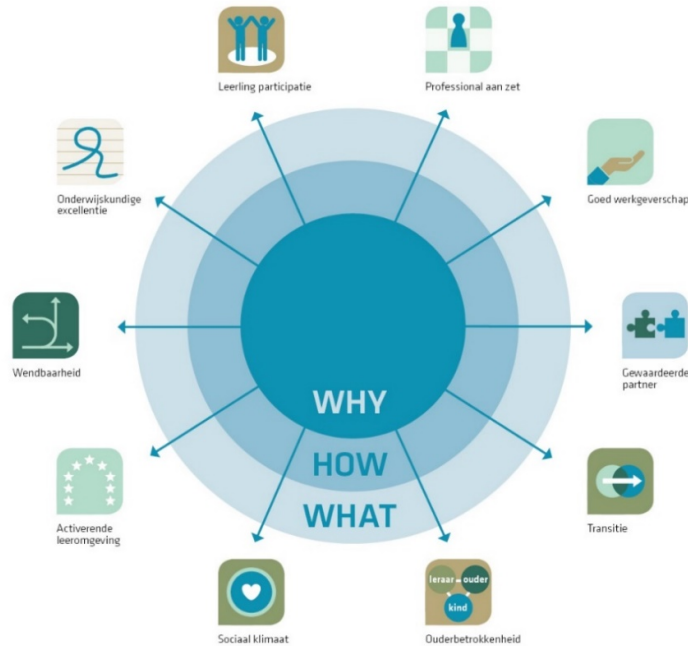 Leerling participatie
Professional aan zet
Onderwijskundige
excellentie
Goed werkgeverschap
Wendbaarheid
Gewaardeerde
partner
WHY
HOW
WHAT
Activerende
leeromgeving
Transitie
leraar ouder
kind
Sociaal klimaat
Ouderbetrokkenheid